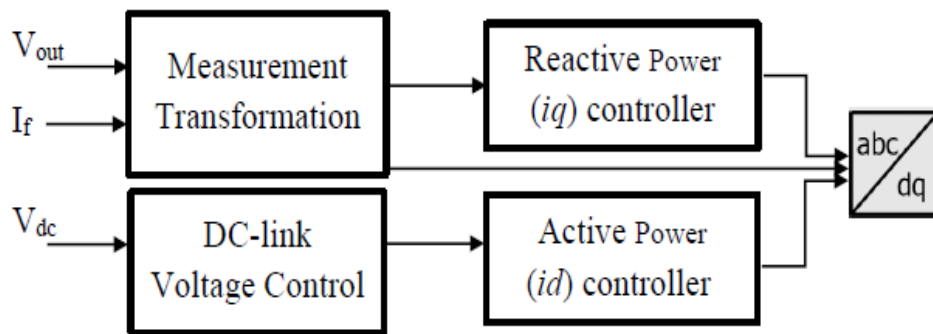 V_out
I_f
Measurement
Transformation
Reactive Power
(iq) controller
abc
dq
V_dc
DC-link
Voltage Control
Active Power
(id) controller